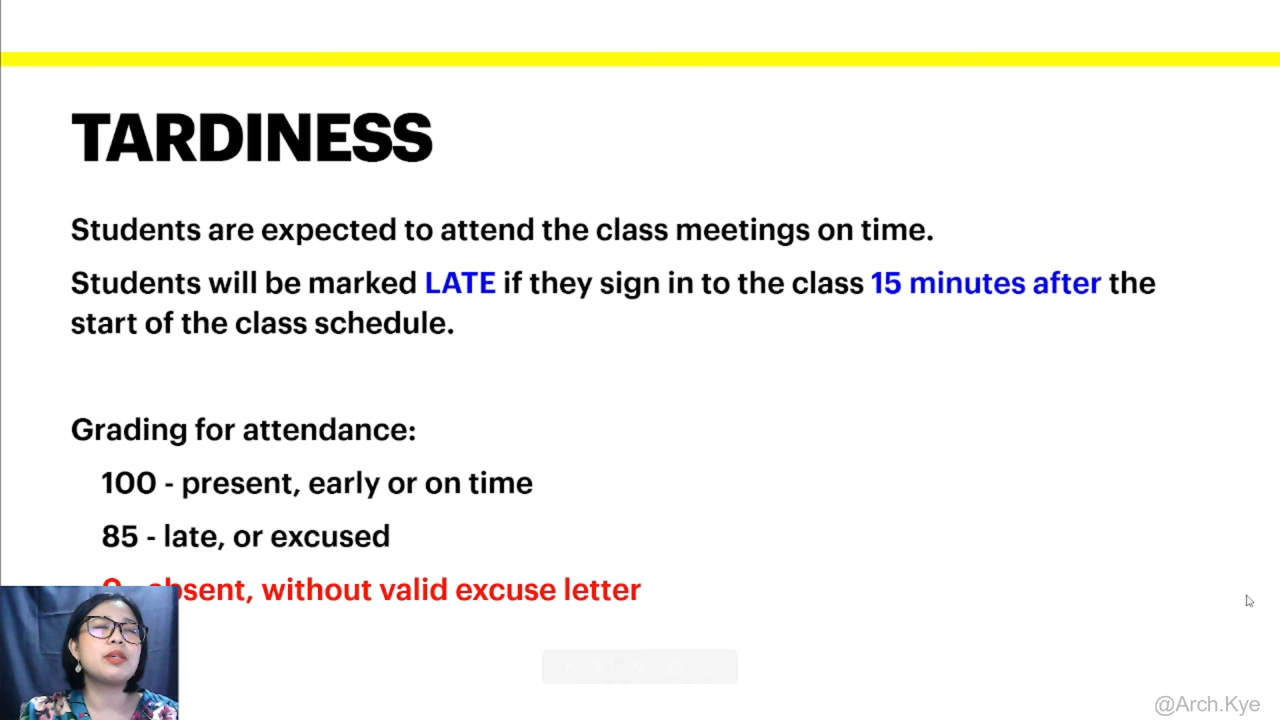 TARDINESS
Students are expected to attend the class meetings on time.
Students will be marked LATE if they sign in to the class 15 minutes after the
start of the class schedule.
Grading for attendance:
100 - present, early or on time
85 - late, or excused
absent, without valid excuse letter
@Arch.Kye